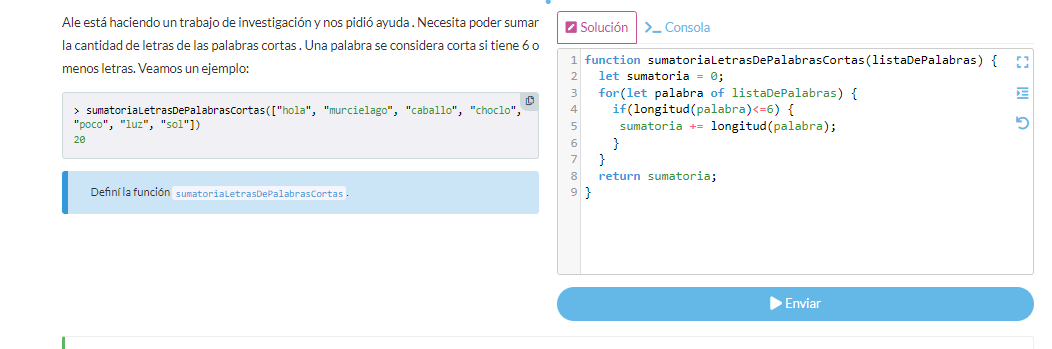 Ale está haciendo un trabajo de investigación y nos pidió ayuda. Necesita poder sumar
la cantidad de letras de las palabras cortas. Una palabra se considera corta si tiene 6 o
menos letras. Veamos un ejemplo:
> sumatoriaLetrasDePalabrasCortas(["hola", "murcielago", "caballo", "choclo",
"poco", "luz", "sol"])
20
Definí la función sumatoriaLetrasDePalabrasCortas.
Solución
>_ Consola
1 function sumatoriaLetrasDePalabrasCortas(listaDePalabras) {
2 let sumatoria = 0;
3 for(let palabra of listaDePalabras) {
4 if(longitud(palabra)<=6) {
5 sumatoria += longitud(palabra);
6 }
7 }
8 return sumatoria;
9 }
Enviar